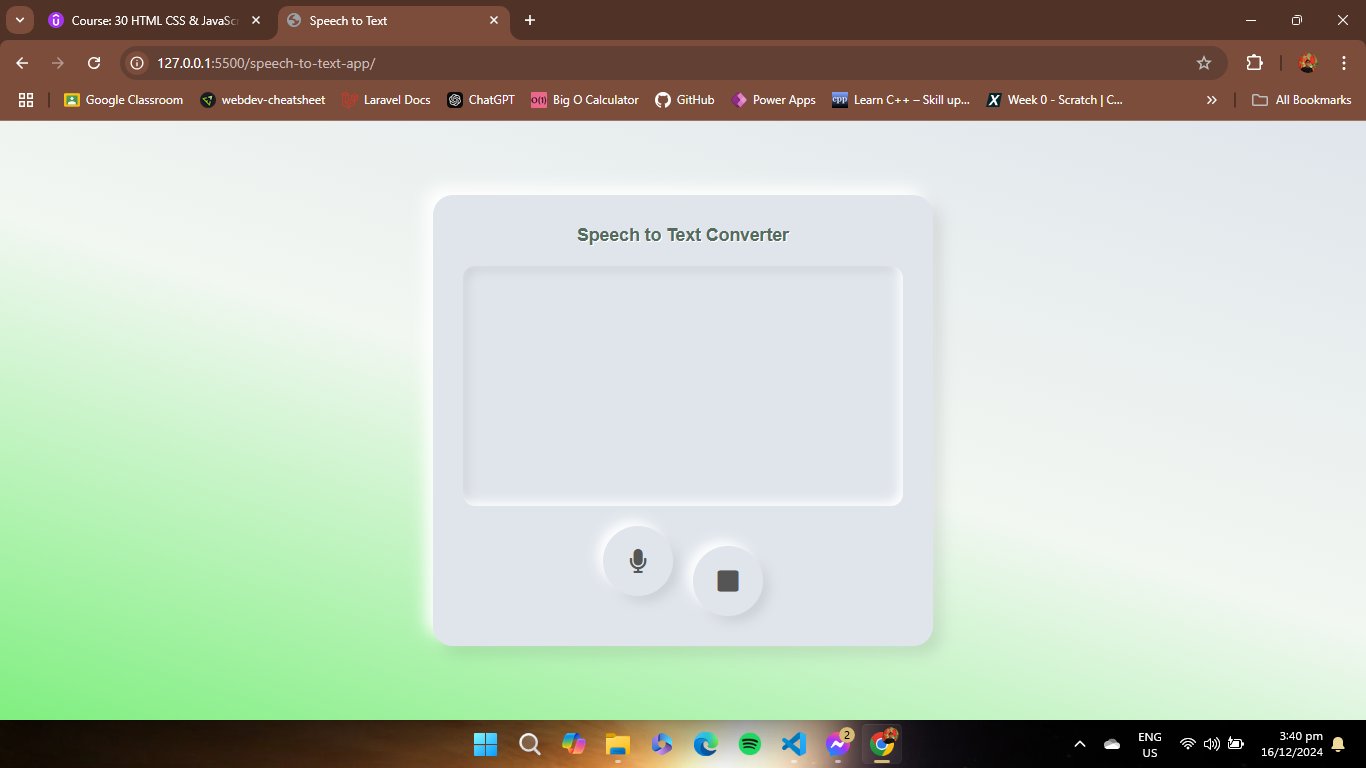 Course: 30 HTML CSS & JavaSc
Speech to Text
127.0.0.1:5500/speech-to-text-app/
Google Classroom
webdev-cheatsheet
Laravel Docs
ChatGPT
O(1)
Big O Calculator
GitHub
Power Apps
cpp
Learn C++ – Skill up...
X
Week 0 - Scratch | C...
All Bookmarks
Speech to Text Converter
2
ENG
US
3:40 pm
16/12/2024